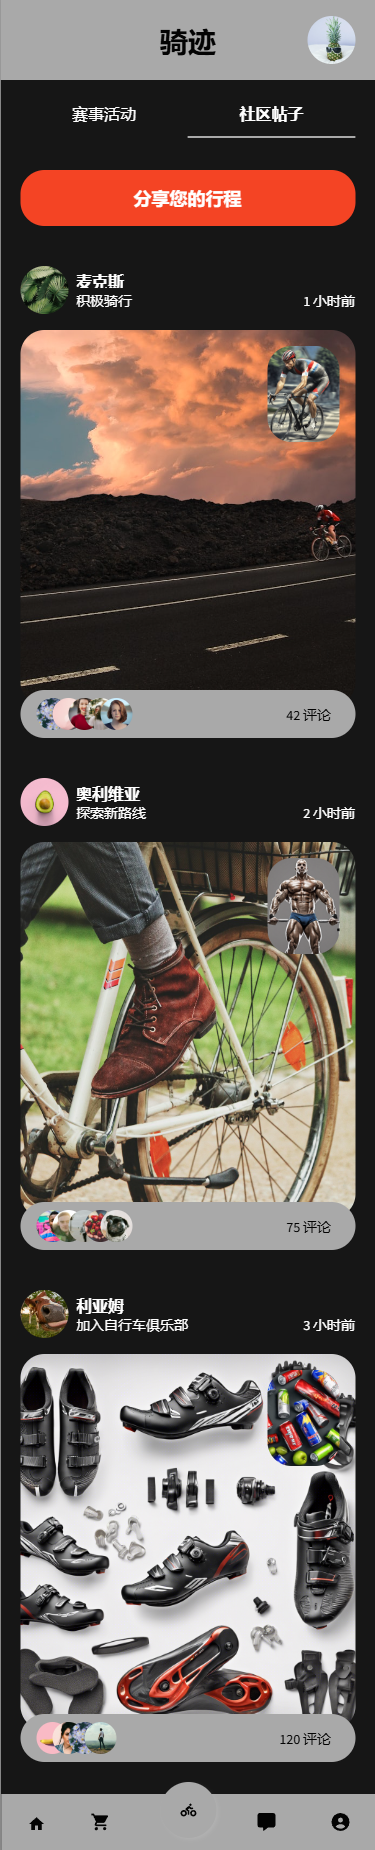 骑迹
赛事活动 社区帖子
分享您的行程
麦克斯
积极骑行 1 小时前
42 评论
奥利维亚
探索新路线 2 小时前
75 评论
利亚姆
加入自行车俱乐部 3 小时前
120 评论